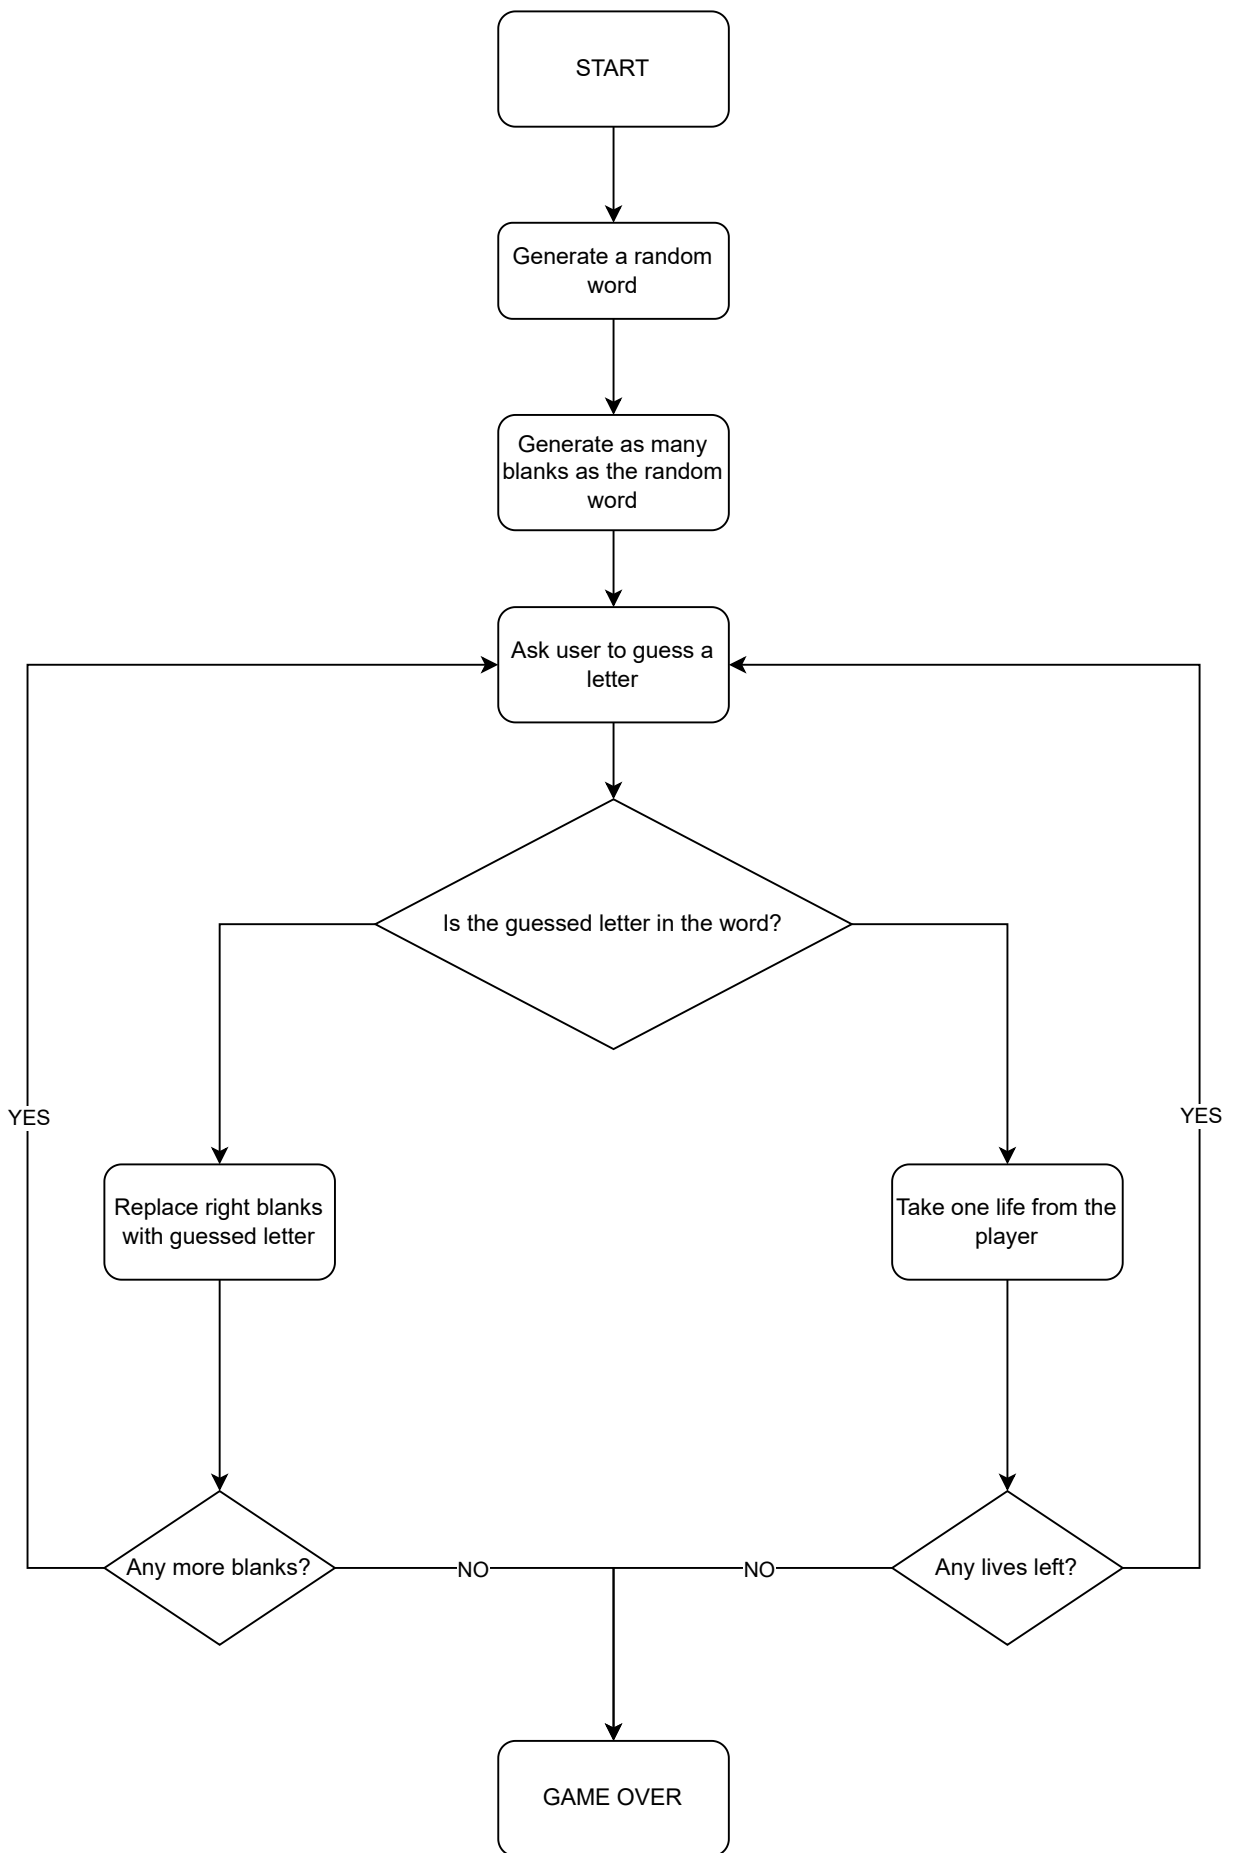 START
Generate a random
word
Generate as many
blanks as the random
word
Ask user to guess a
letter
Is the guessed letter in the word?
YES
YES
Replace right blanks
with guessed letter
Take one life from the
player
Any more blanks?
NO
NO
Any lives left?
GAME OVER